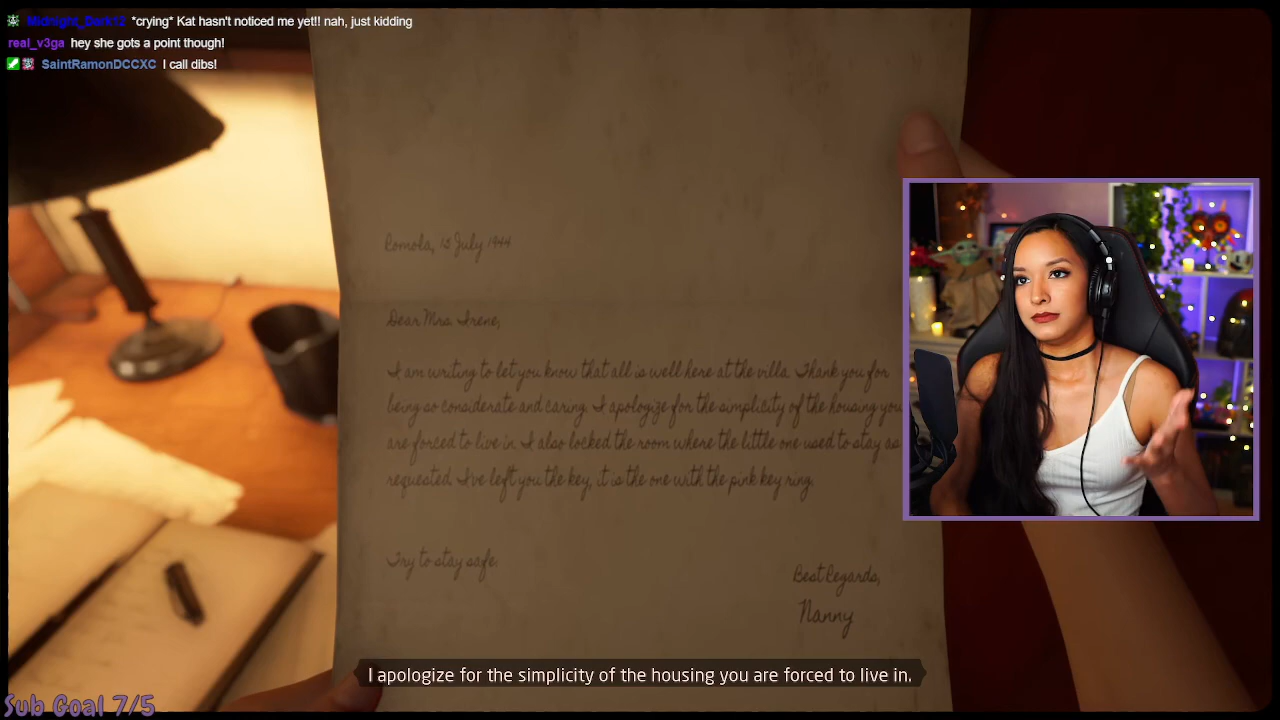 Midnight_Dark12 *crying* Kat hasn't noticed me yet!! nah, just kidding
real_v3ga hey she gots a point though!
SaintRamonDCCXC I call dibs!
Romola, 12 July 1944
Dear Mrs. Irene,
I am writing to let you know that all is well here at the villa. Thank you for
being so considerate and caring. I apologize for the simplicity of the housing you
are forced to live in. I also locked the room where the little one used to stay as
requested. I've left you the key, it is the one with the pink key ring.
Try to stay safe.
Best Regards,
Nanny
I apologize for the simplicity of the housing you are forced to live in.
Sub Goal 7/5